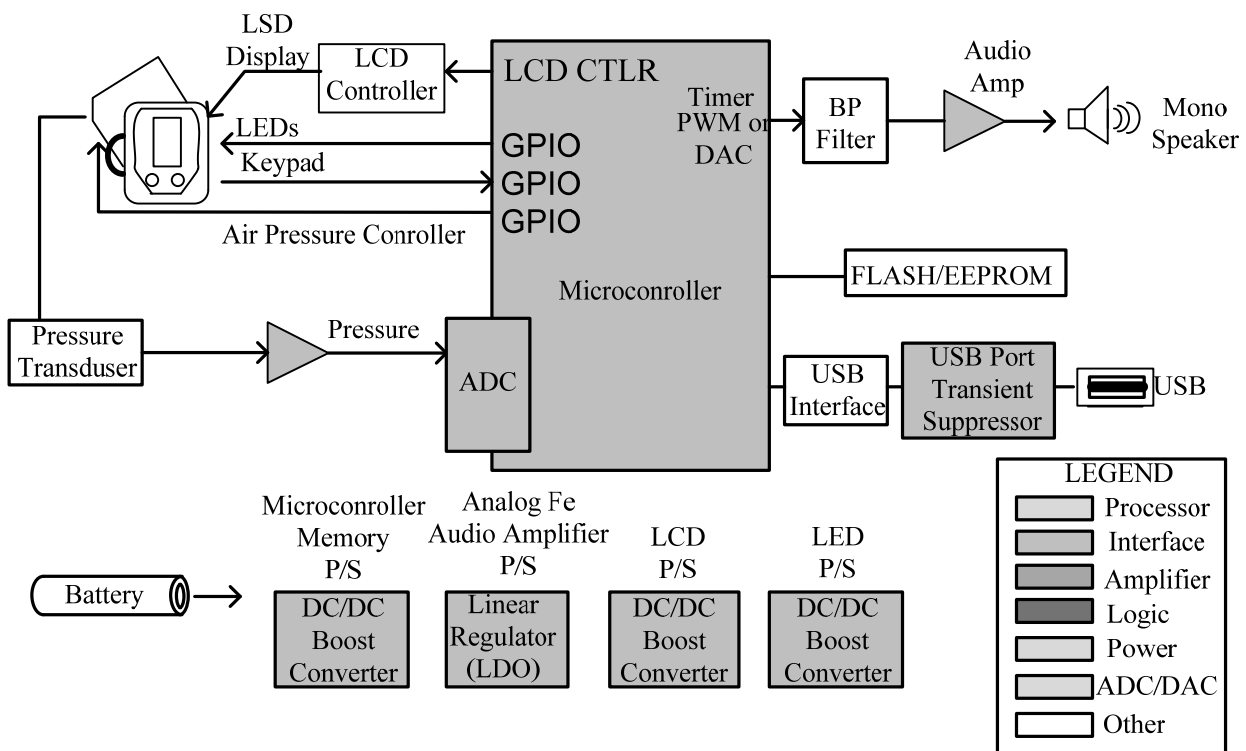 LSD
Display
LCD
Controller
LCD CTLR
LEDs
GPIO
Keypad
GPIO
GPIO
Air Pressure Conroller
Timer
PWM or
DAC
BP
Filter
Audio
Amp
Mono
Speaker
Microconroller
FLASH/EEPROM
Pressure
Transduser
Pressure
ADC
USB
Interface
USB Port
Transient
Suppressor
USB
Battery
Microconroller
Memory
P/S
DC/DC
Boost
Converter
Analog Fe
Audio Amplifier
P/S
Linear
Regulator
(LDO)
LCD
P/S
DC/DC
Boost
Converter
LED
P/S
DC/DC
Boost
Converter
LEGEND
Processor
Interface
Amplifier
Logic
Power
ADC/DAC
Other